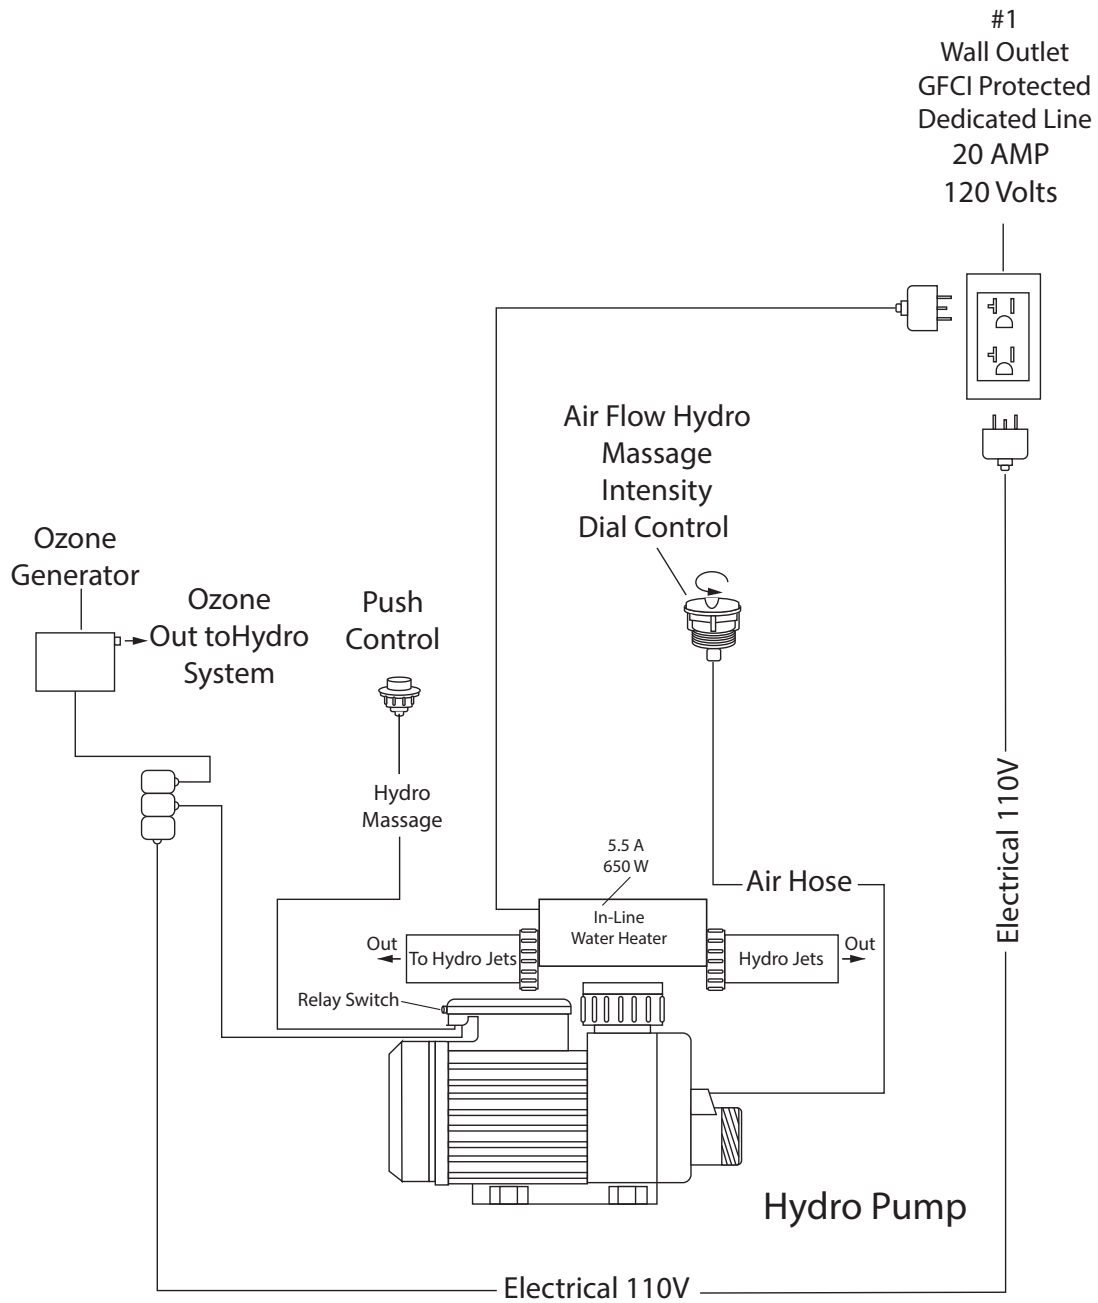 #1
Wall Outlet
GFCI Protected
Dedicated Line
20 AMP
120 Volts
Air Flow Hydro
Massage
Intensity
Dial Control
Ozone
Generator
Ozone
Out toHydro
System
Push
Control
Hydro
Massage
5.5 A
650 W
Air Hose
Electrical 110V
In-Line
Water Heater
Out
To Hydro Jets
Hydro Jets
Out
Relay Switch
Hydro Pump
Electrical 110V